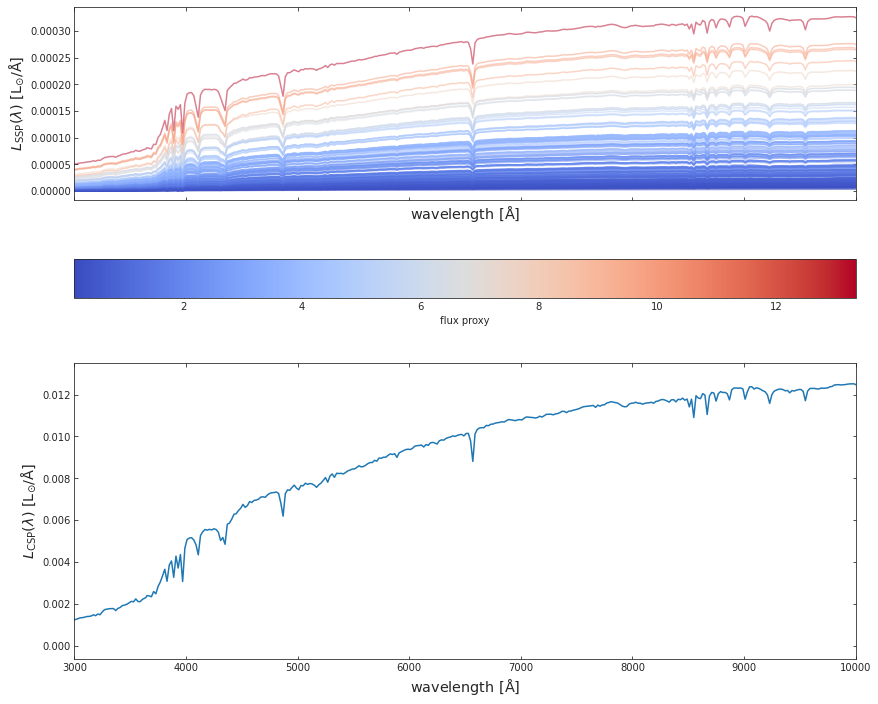 0.00030
0.00025
0.00020
0.00015
0.00010
0.00005
0.00000
L_SSP(λ) [L⊙/Å]
wavelength [Å]
2 4 6 8 10 12
flux proxy
0.012
0.010
0.008
0.006
0.004
0.002
0.000
L_CSP(λ) [L⊙/Å]
3000 4000 5000 6000 7000 8000 9000 10000
wavelength [Å]